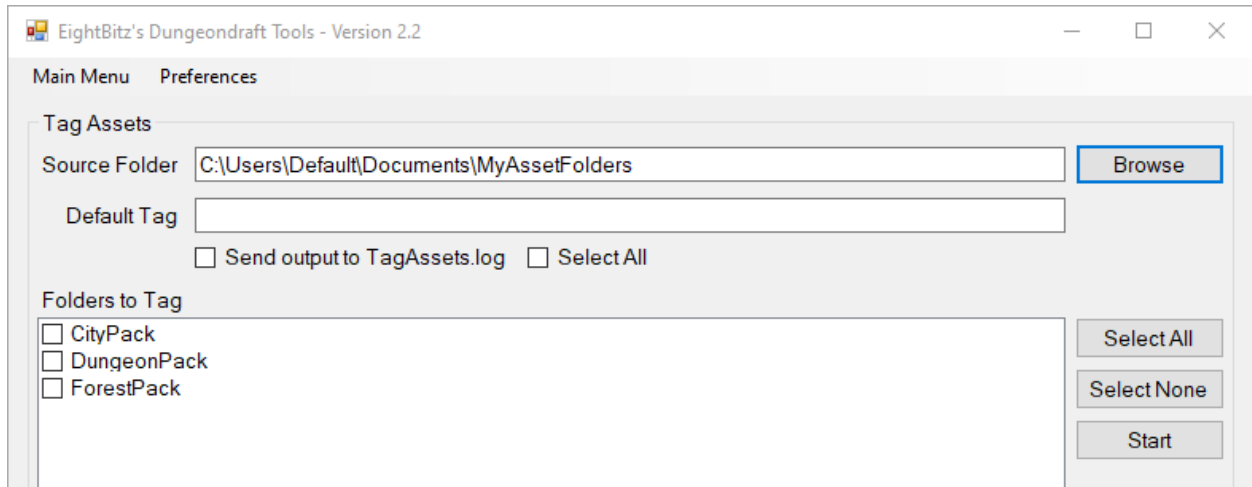 EightBitz's Dungeondraft Tools - Version 2.2
Main Menu Preferences
Tag Assets
Source Folder C:\Users\Default\Documents\MyAssetFolders Browse
Default Tag
Send output to TagAssets.log Select All
Folders to Tag
CityPack
DungeonPack
ForestPack
Select All
Select None
Start